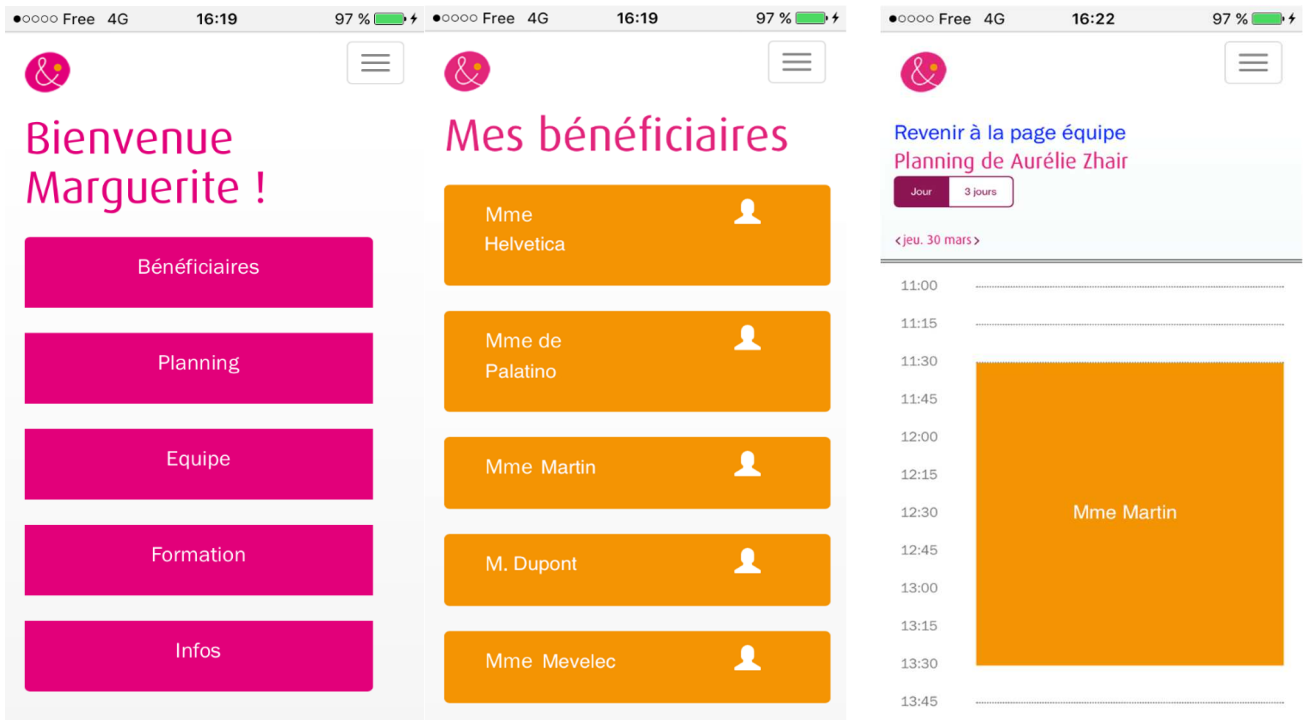 ●○○○○ Free 4G 16:19 97 %
&
Bienvenue
Marguerite !
Bénéficiaires
Planning
Equipe
Formation
Infos
●○○○○ Free 4G 16:19 97 %
&
Mes bénéficiaires
Mme
Helvetica
Mme de
Palatino
Mme Martin
M. Dupont
Mme Mevelec
●○○○○ Free 4G 16:22 97 %
&
Revenir à la page équipe
Planning de Aurélie Zhair
Jour 3 jours
<jeu. 30 mars>
11:00
11:15
11:30
11:45
12:00
12:15
12:30 Mme Martin
12:45
13:00
13:15
13:30
13:45